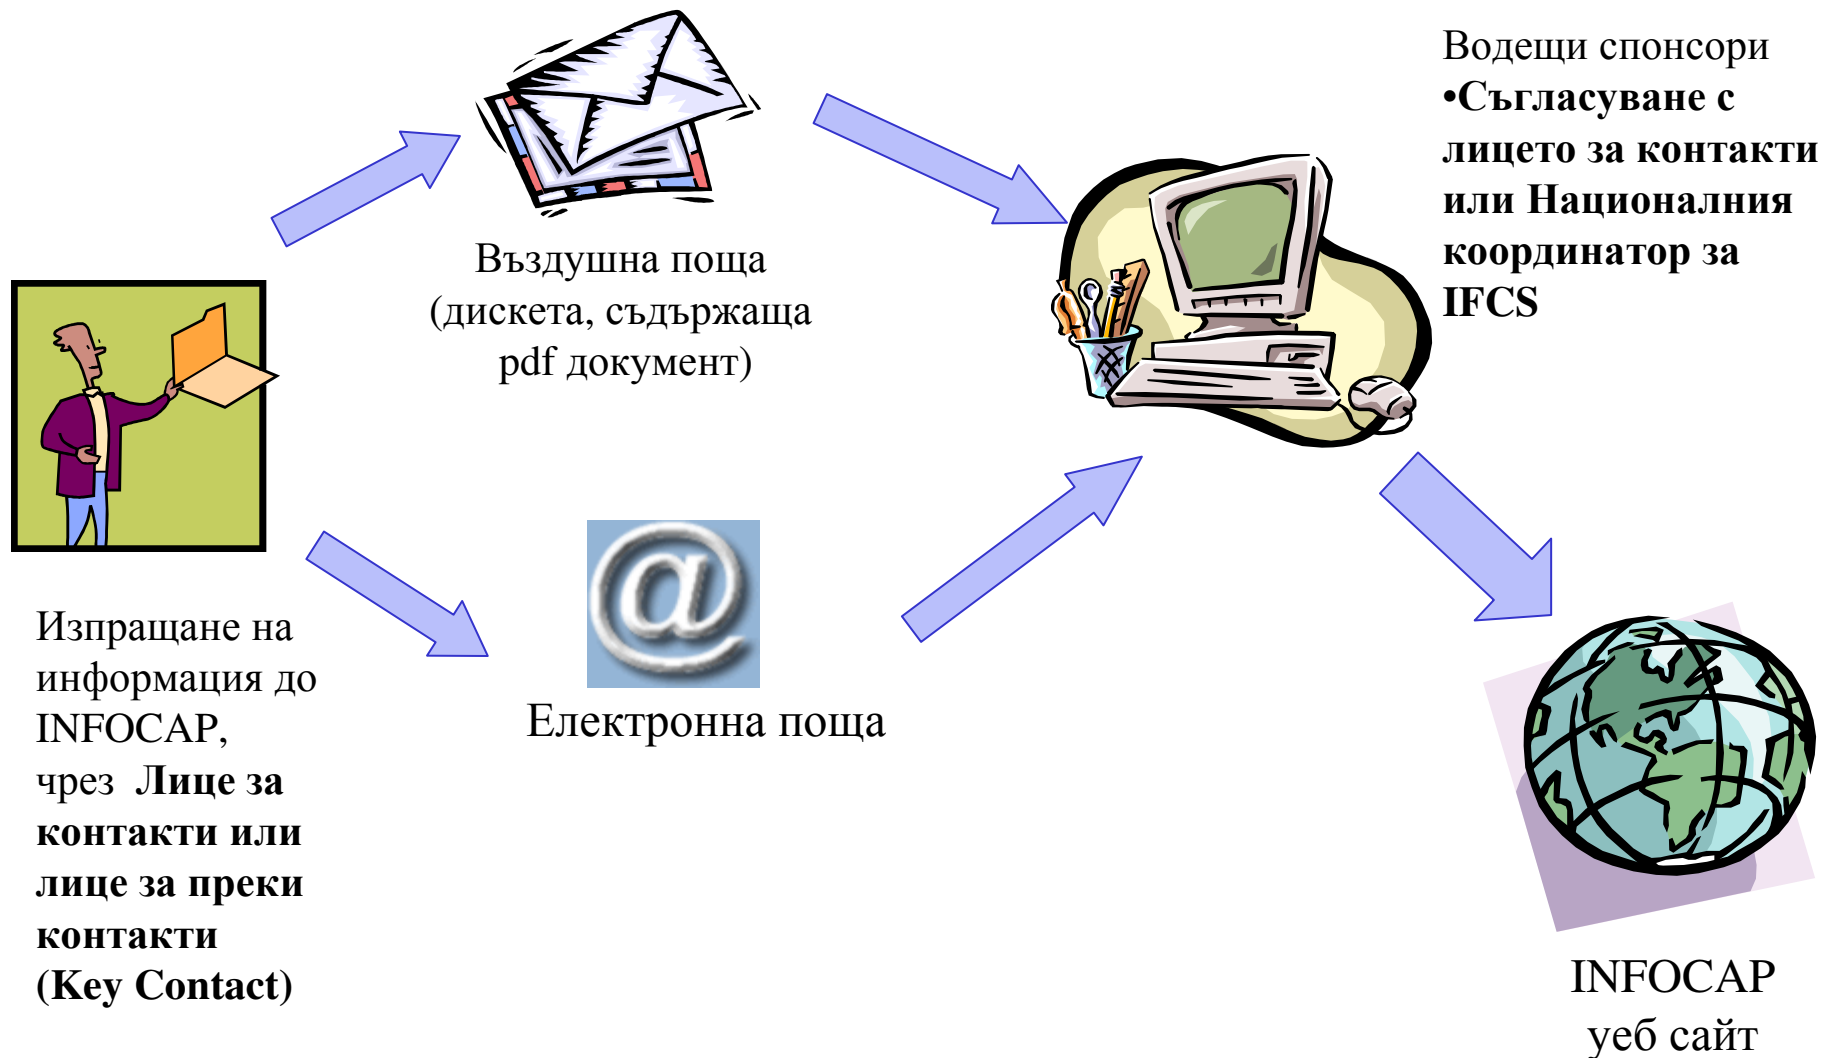 Водещи спонсори
•Съгласуване с
лицето за контакти
или Националния
координатор за
IFCS
Въздушна поща
(дискета, съдържаща
pdf документ)
@
Електронна поща
Изпращане на
информация до
INFOCAP,
чрез Лице за
контакти или
лице за преки
контакти
(Key Contact)
INFOCAP
уеб сайт